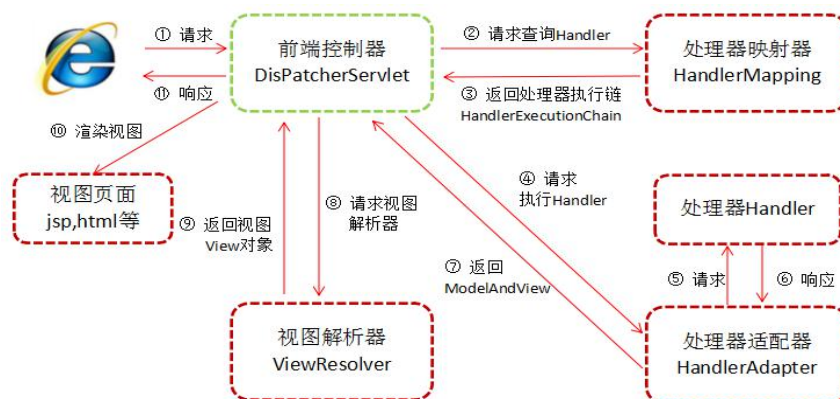 ① 请求
前端控制器
DisPatcherServlet
② 请求查询Handler
处理器映射器
HandlerMapping
⑪ 响应
③ 返回处理器执行链
HandlerExecutionChain
⑩ 渲染视图
视图页面
jsp,html等
⑨ 返回视图
View对象
⑧ 请求视图
解析器
④ 请求
执行Handler
处理器Handler
⑦ 返回
ModelAndView
⑤ 请求
⑥ 响应
视图解析器
ViewResolver
处理器适配器
HandlerAdapter